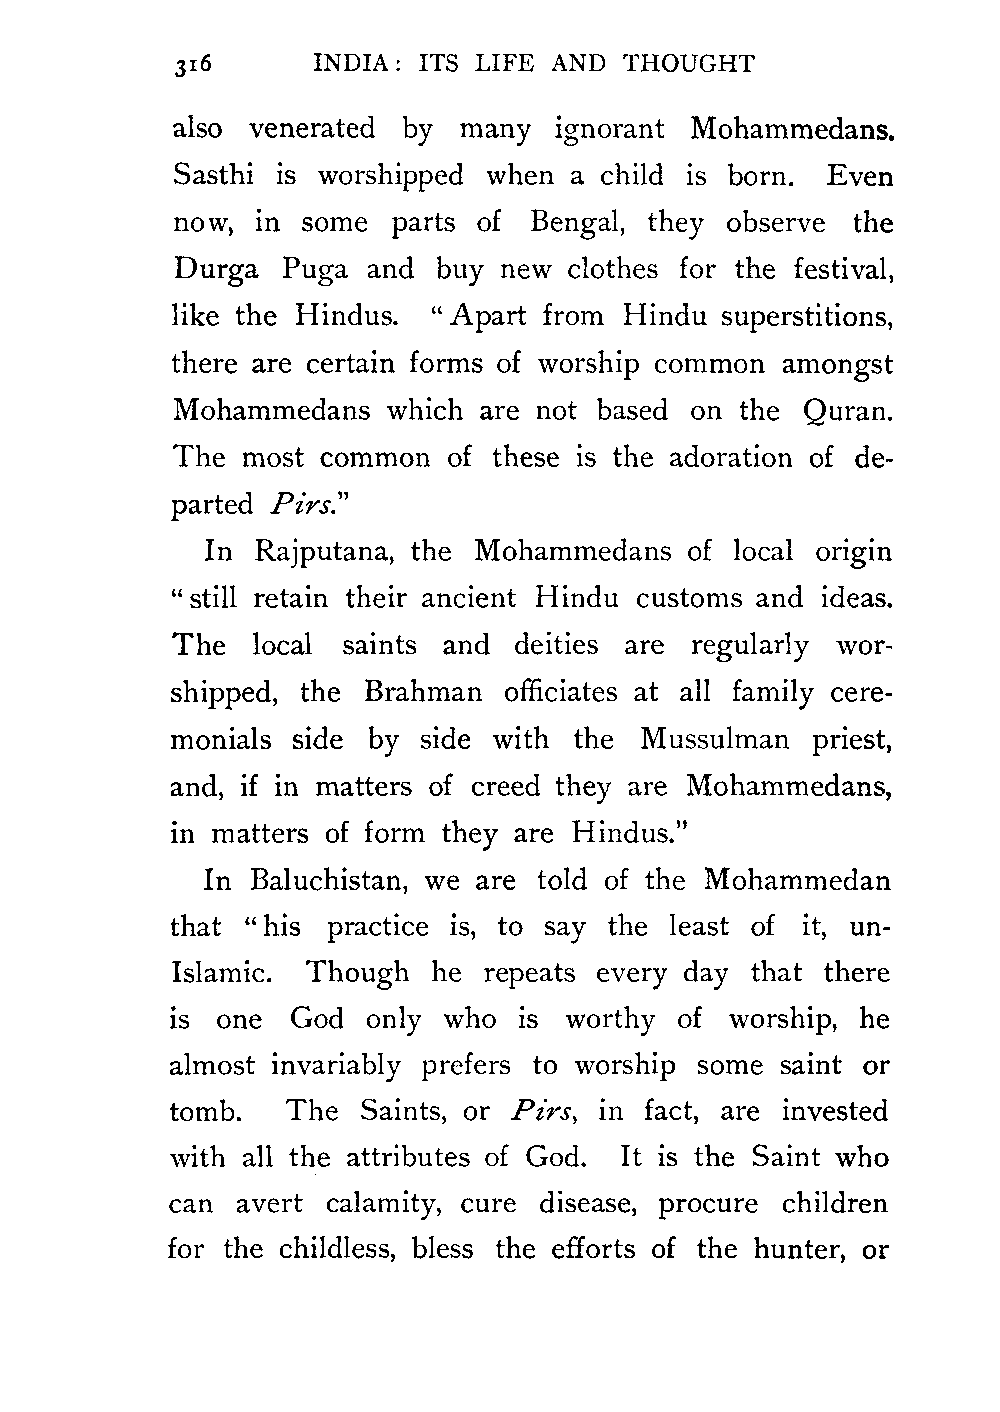 316 INDIA: ITS LIFE AND THOUGHT
also venerated by many ignorant Mohammedans.
Sasthi is worshipped when a child is born. Even
now, in some parts of Bengal, they observe the
Durga Puga and buy new clothes for the festival,
like the Hindus. “Apart from Hindu superstitions,
there are certain forms of worship common amongst
Mohammedans which are not based on the Quran.
The most common of these is the adoration of de-
parted Pirs.”
In Rajputana, the Mohammedans of local origin
“still retain their ancient Hindu customs and ideas.
The local saints and deities are regularly wor-
shipped, the Brahman officiates at all family cere-
monials side by side with the Mussulman priest,
and, if in matters of creed they are Mohammedans,
in matters of form they are Hindus.”
In Baluchistan, we are told of the Mohammedan
that “his practice is, to say the least of it, un-
Islamic. Though he repeats every day that there
is one God only who is worthy of worship, he
almost invariably prefers to worship some saint or
tomb. The Saints, or Pirs, in fact, are invested
with all the attributes of God. It is the Saint who
can avert calamity, cure disease, procure children
for the childless, bless the efforts of the hunter, or